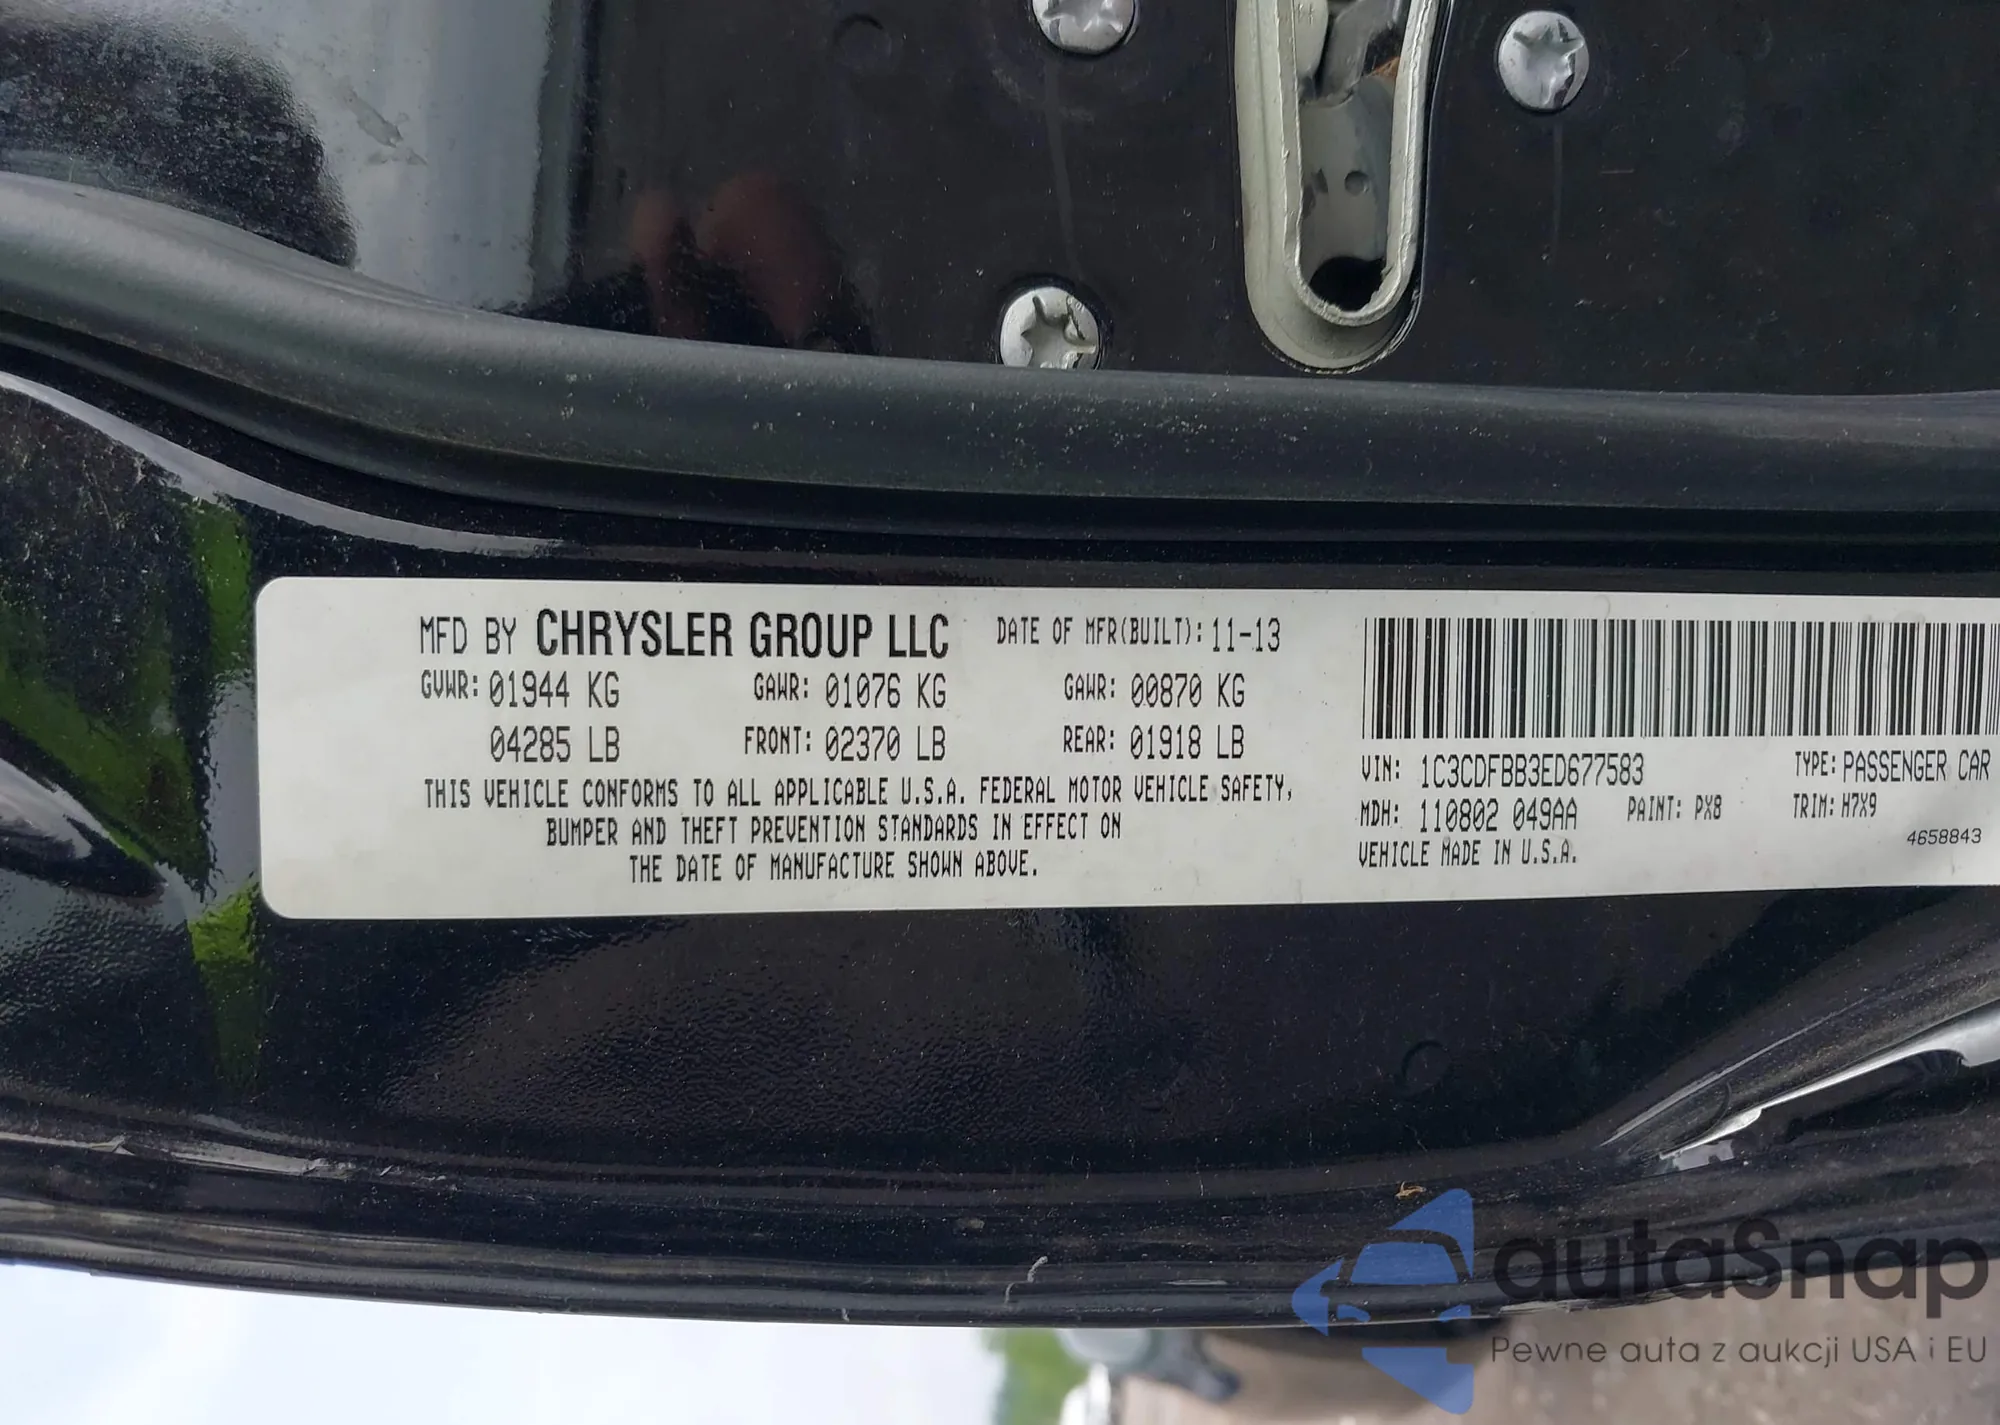 MFD BY CHRYSLER GROUP LLC DATE OF MFR(BUILT): 11-13
GVWR: 01944 KG GAWR: 01076 KG GAWR: 00870 KG
04285 LB FRONT: 02370 LB REAR: 01918 LB
THIS VEHICLE CONFORMS TO ALL APPLICABLE U.S.A. FEDERAL MOTOR VEHICLE SAFETY,
BUMPER AND THEFT PREVENTION STANDARDS IN EFFECT ON
THE DATE OF MANUFACTURE SHOWN ABOVE.
VIN: 1C3CDFBB3ED677583 TYPE: PASSENGER CAR
MDH: 110802 049AA PAINT: PX8 TRIM: H7X9
VEHICLE MADE IN U.S.A. 4658843
autaSnap
Pewne auta z aukcji USA i EU